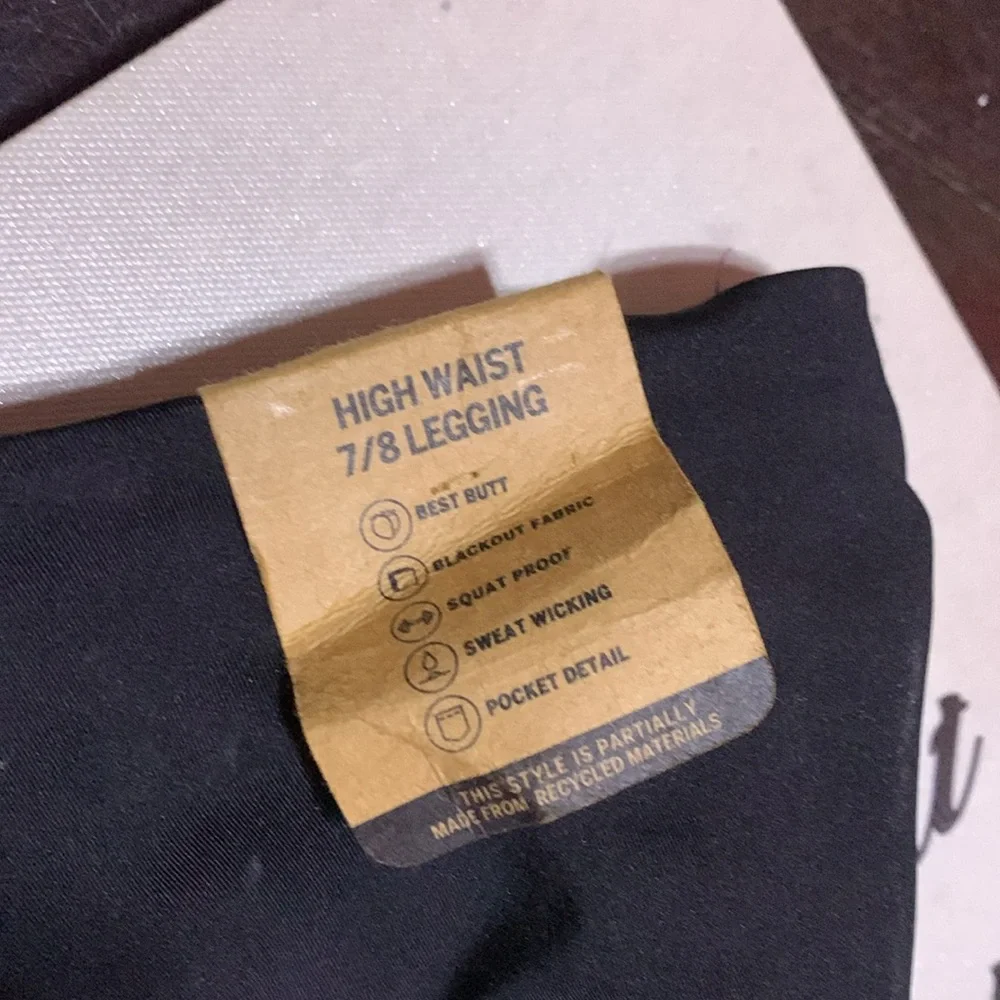 HIGH WAIST
7/8 LEGGING
BEST BUTT
BLACKOUT FABRIC
SQUAT PROOF
SWEAT WICKING
POCKET DETAIL
THIS STYLE IS PARTIALLY
MADE FROM RECYCLED MATERIALS